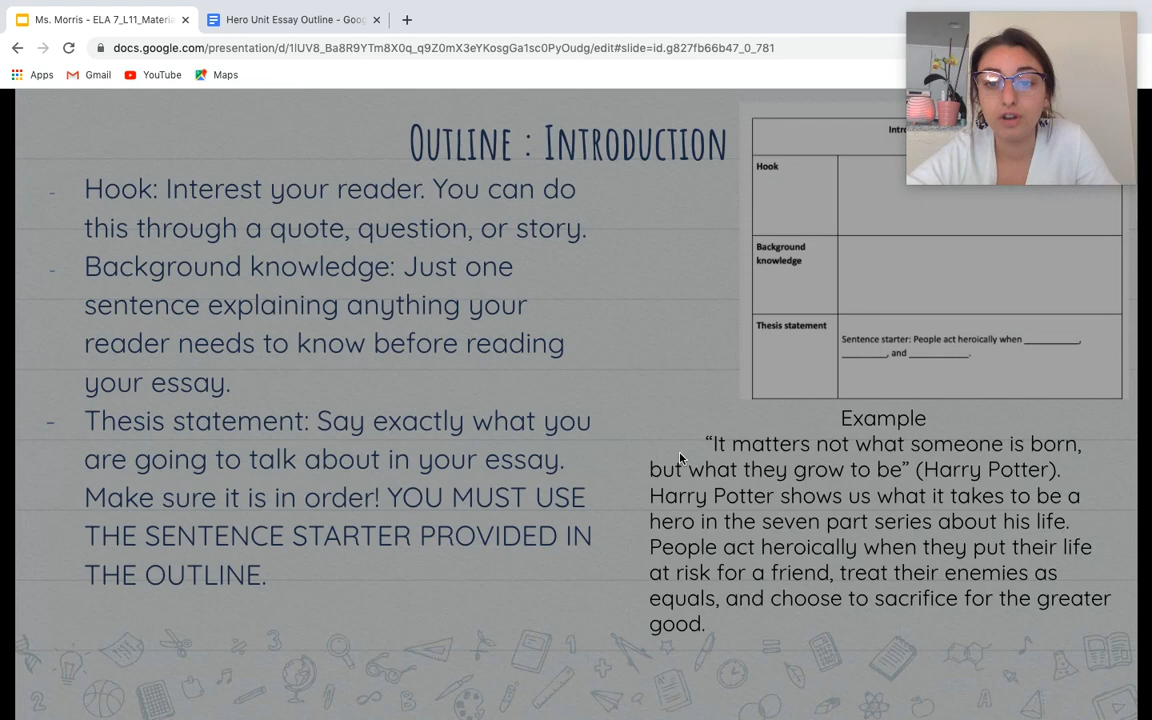 Ms. Morris - ELA 7_L11_Materia
Hero Unit Essay Outline - Goog
docs.google.com/presentation/d/1lUV8_Ba8R9YTm8X0q_q9Z0mX3eYKosgGa1sc0PyOudg/edit#slide=id.g827fb66b47_0_781
Apps Gmail YouTube Maps
Outline : Introduction
- Hook: Interest your reader. You can do
this through a quote, question, or story.
- Background knowledge: Just one
sentence explaining anything your
reader needs to know before reading
your essay.
- Thesis statement: Say exactly what you
are going to talk about in your essay.
Make sure it is in order! YOU MUST USE
THE SENTENCE STARTER PROVIDED IN
THE OUTLINE.
Hook
Background
knowledge
Thesis statement
Sentence starter: People act heroically when __________,
__________, and _____________.
Example
“It matters not what someone is born,
but what they grow to be” (Harry Potter).
Harry Potter shows us what it takes to be a
hero in the seven part series about his life.
People act heroically when they put their life
at risk for a friend, treat their enemies as
equals, and choose to sacrifice for the greater
good.